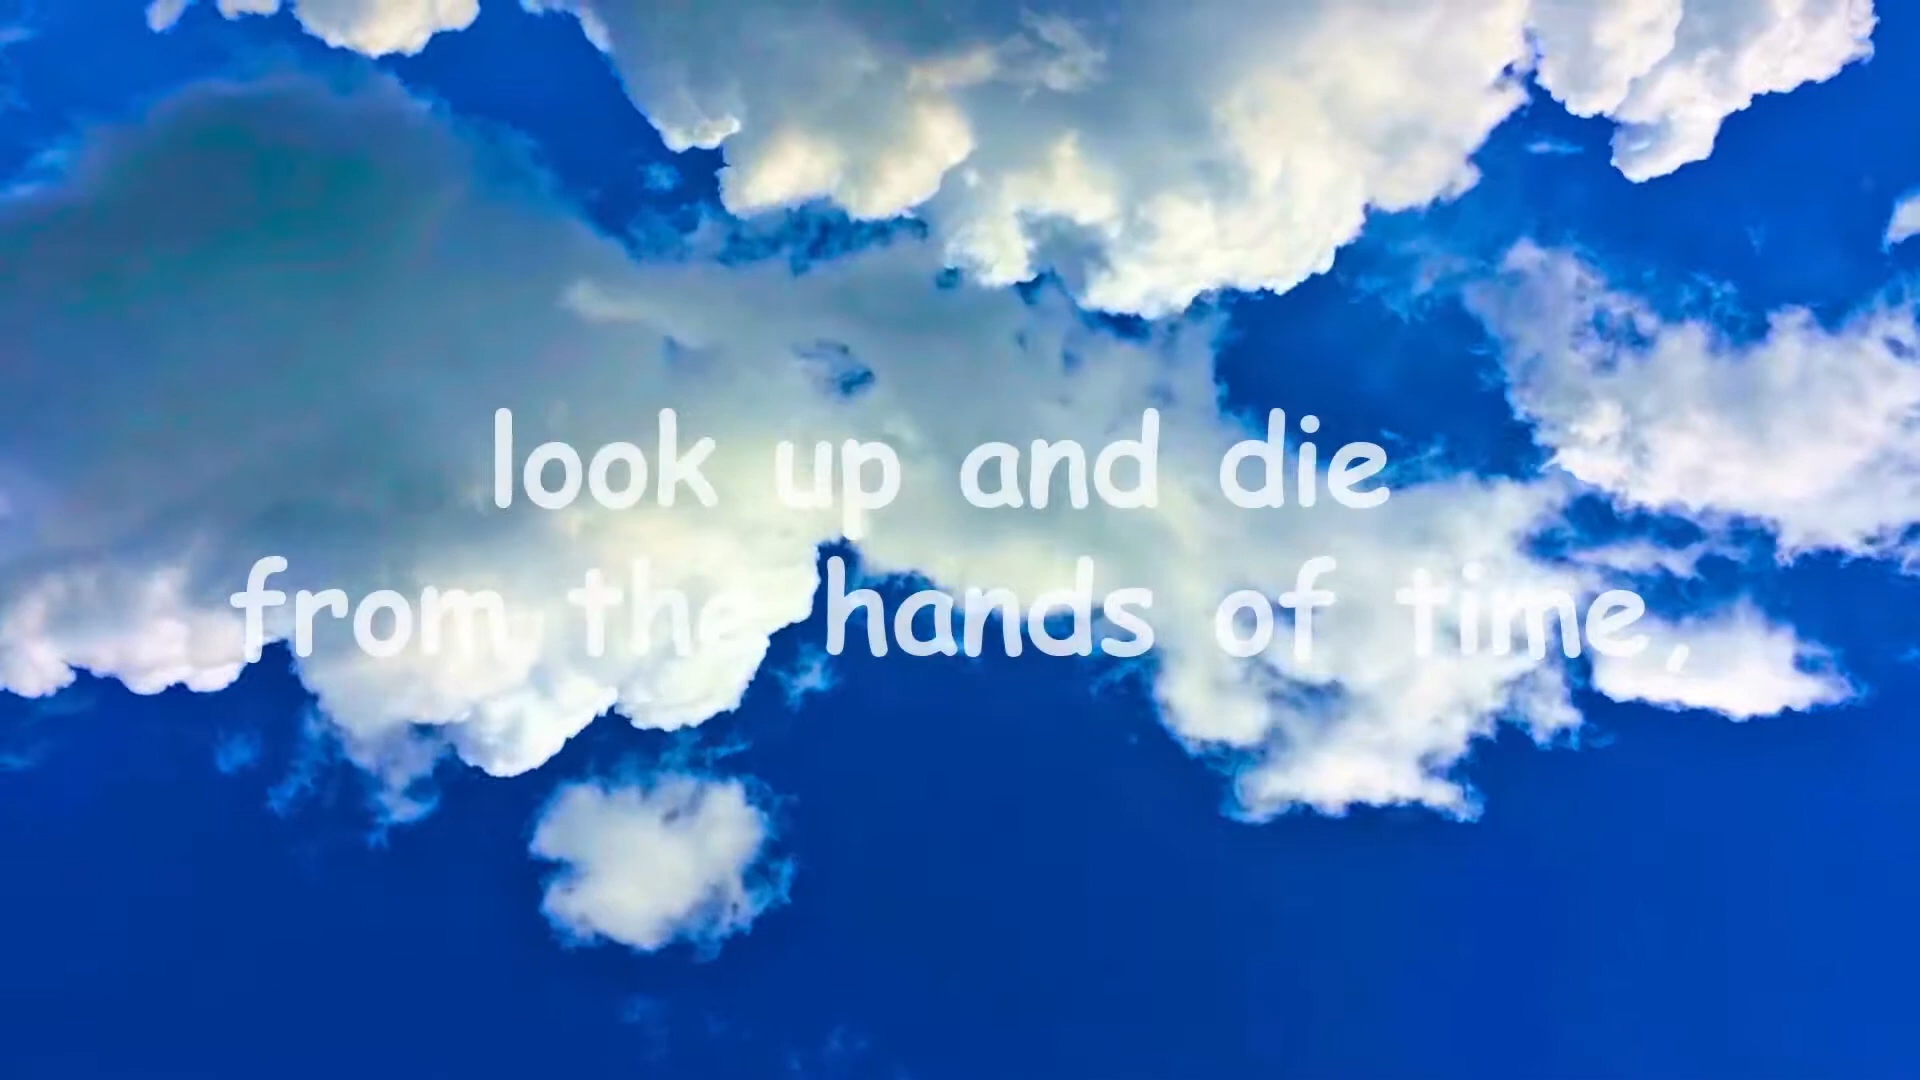 look up and die
from the hands of time,